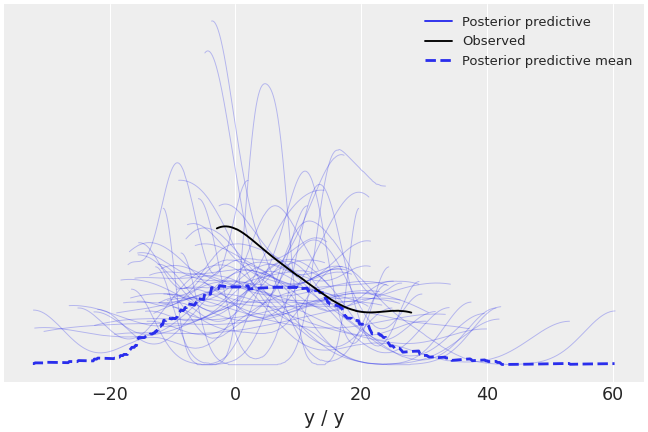 Posterior predictive
Observed
Posterior predictive mean
−20
0
20
40
60
y / y